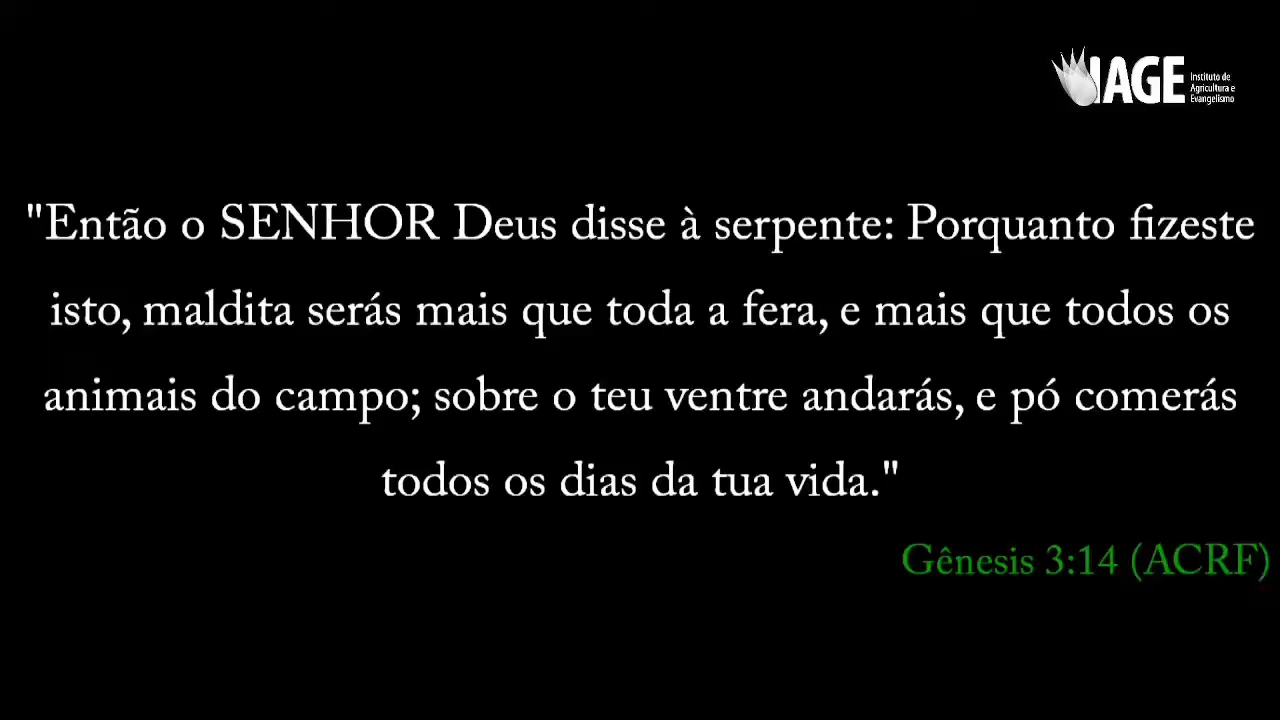 IAGE
Instituto de
Agricultura e
Evangelismo
"Então o SENHOR Deus disse à serpente: Porquanto fizeste
isto, maldita serás mais que toda a fera, e mais que todos os
animais do campo; sobre o teu ventre andarás, e pó comerás
todos os dias da tua vida."
Gênesis 3:14 (ACRF)